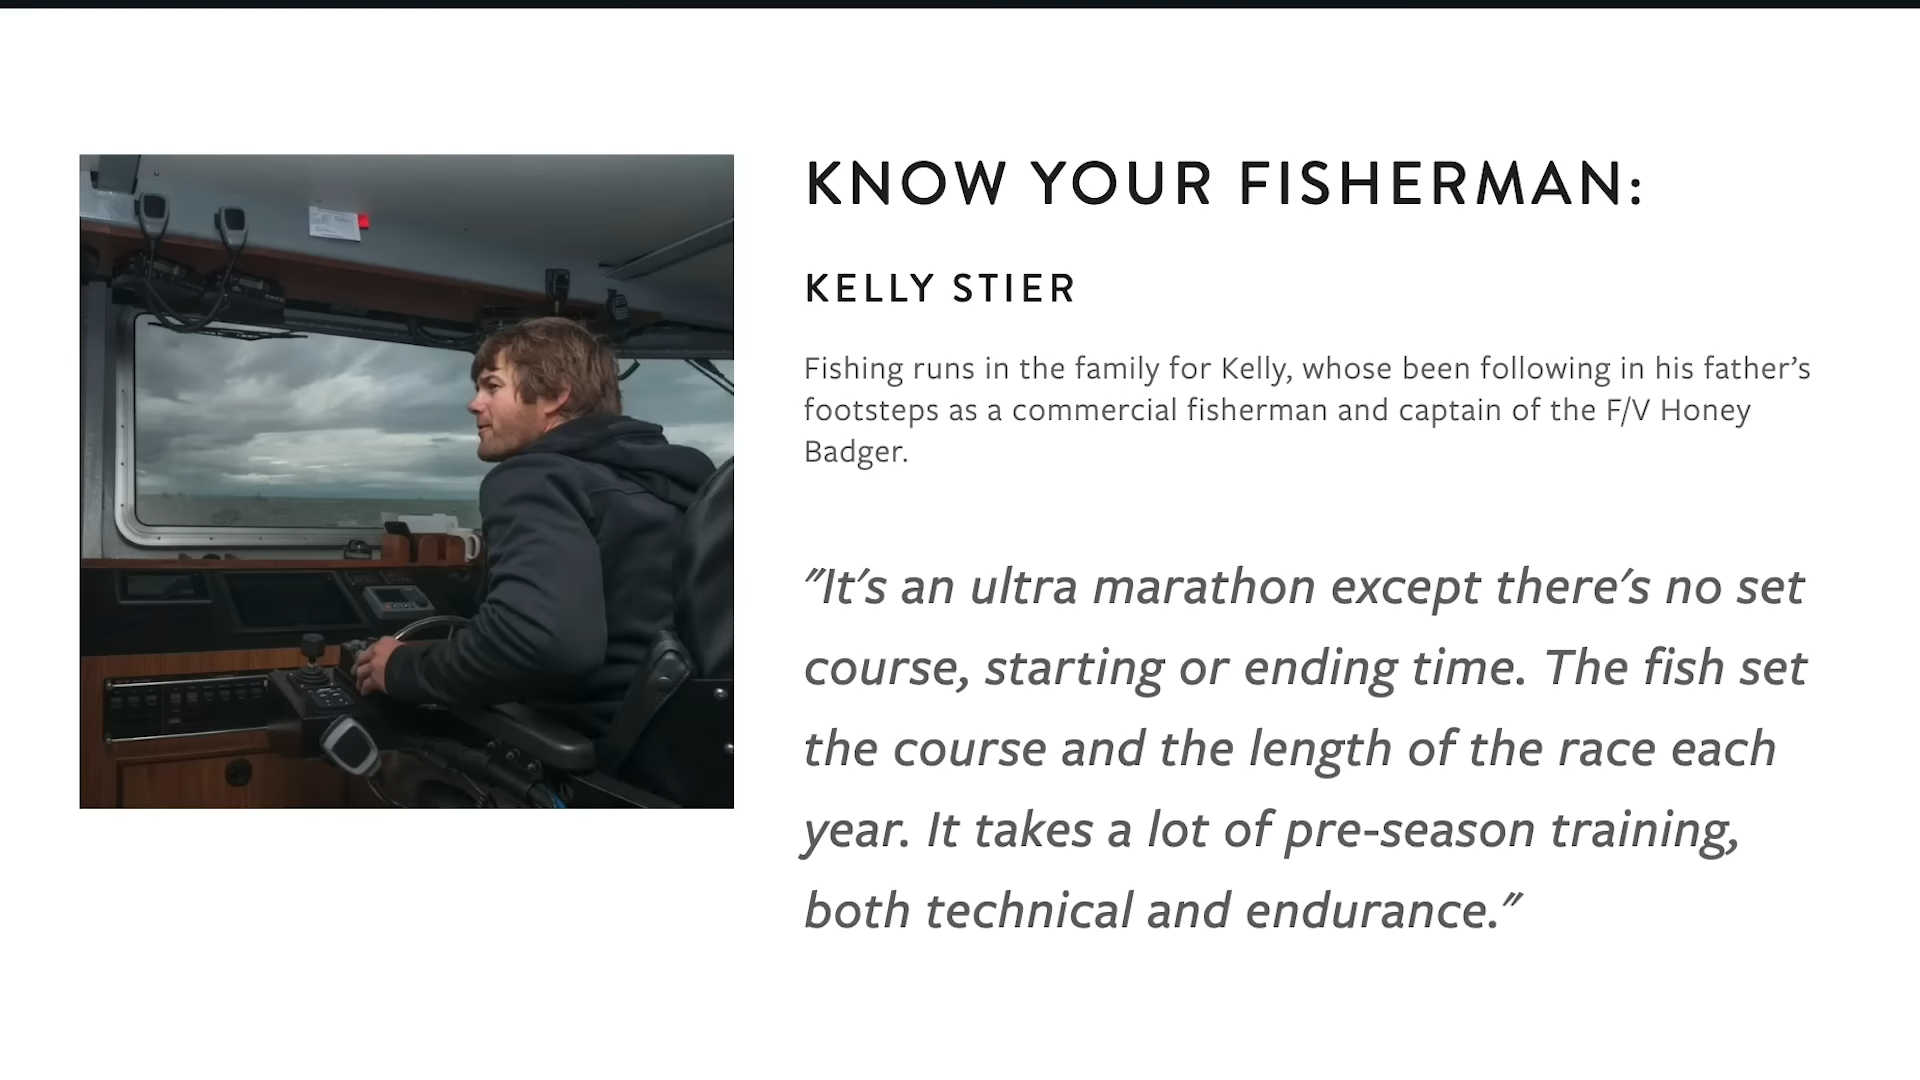 KNOW YOUR FISHERMAN:
KELLY STIER
Fishing runs in the family for Kelly, whose been following in his father’s
footsteps as a commercial fisherman and captain of the F/V Honey
Badger.
"It's an ultra marathon except there's no set
course, starting or ending time. The fish set
the course and the length of the race each
year. It takes a lot of pre-season training,
both technical and endurance."